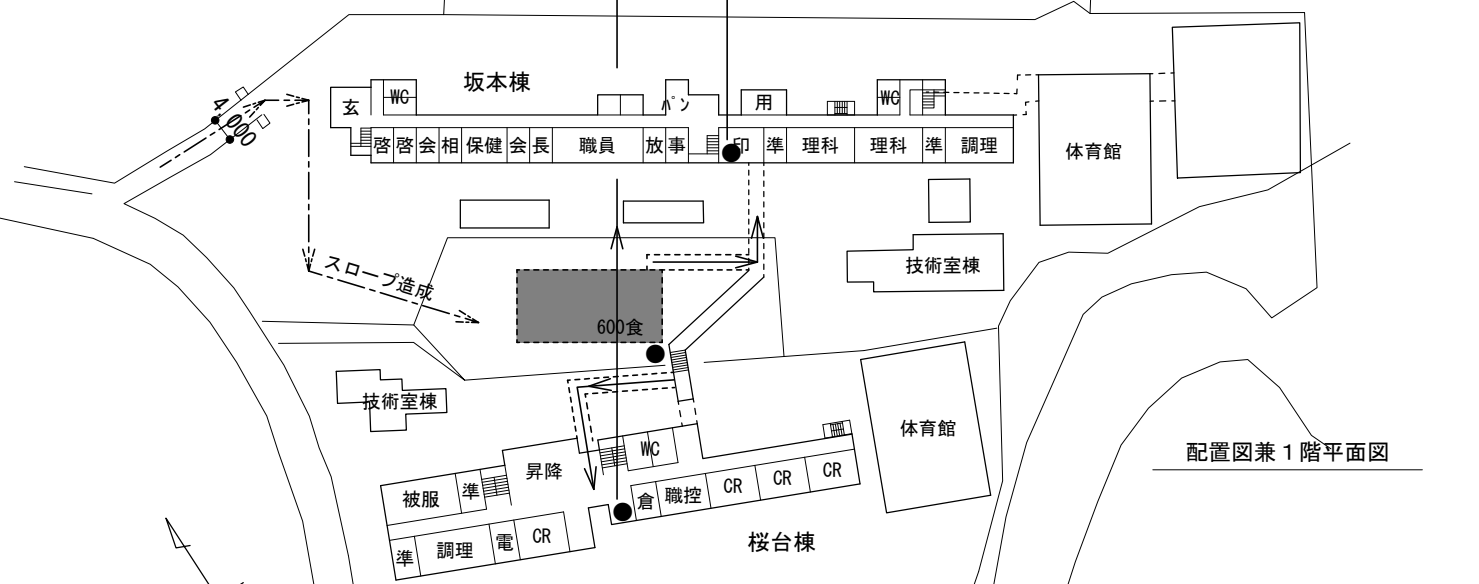 坂本棟
玄
WC
パン
用
WC
4,000
啓 啓 会 相 保健 会 長 職員 放 事 印 準 理科 理科 準 調理
体育館
スロープ造成
技術室棟
600食
技術室棟
体育館
配置図兼1階平面図
昇降
WC
被服 準
倉 職控 CR CR CR
準 調理 電 CR
桜台棟